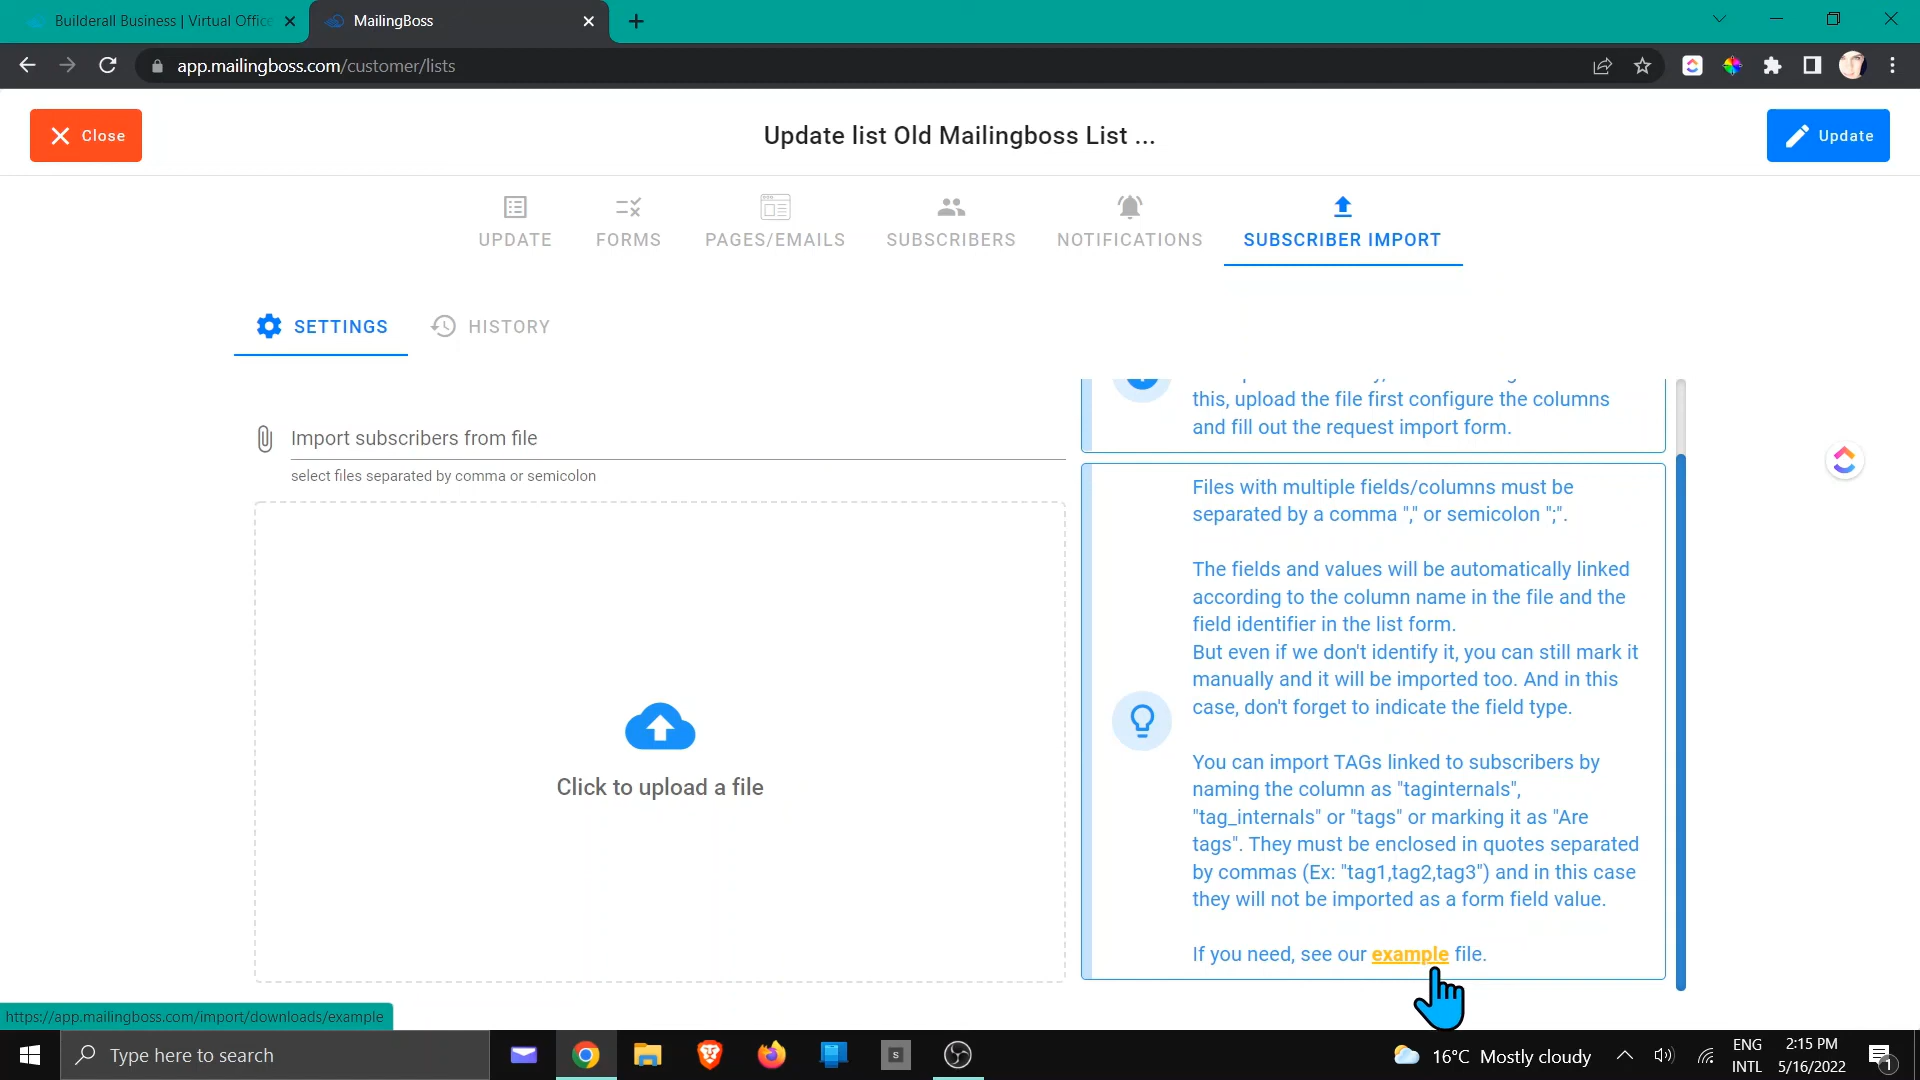 Builderall Business | Virtual Office
MailingBoss
app.mailingboss.com/customer/lists
Close
Update list Old Mailingboss List ...
Update
UPDATE
FORMS
PAGES/EMAILS
SUBSCRIBERS
NOTIFICATIONS
SUBSCRIBER IMPORT
SETTINGS
HISTORY
Import subscribers from file
select files separated by comma or semicolon
Click to upload a file
this, upload the file first configure the columns
and fill out the request import form.
Files with multiple fields/columns must be
separated by a comma "," or semicolon ";".
The fields and values will be automatically linked
according to the column name in the file and the
field identifier in the list form.
But even if we don't identify it, you can still mark it
manually and it will be imported too. And in this
case, don't forget to indicate the field type.
You can import TAGs linked to subscribers by
naming the column as "taginternals",
"tag_internals" or "tags" or marking it as "Are
tags". They must be enclosed in quotes separated
by commas (Ex: "tag1,tag2,tag3") and in this case
they will not be imported as a form field value.
If you need, see our example file.
https://app.mailingboss.com/import/downloads/example
Type here to search
S
16°C Mostly cloudy
ENG
INTL
2:15 PM
5/16/2022
1